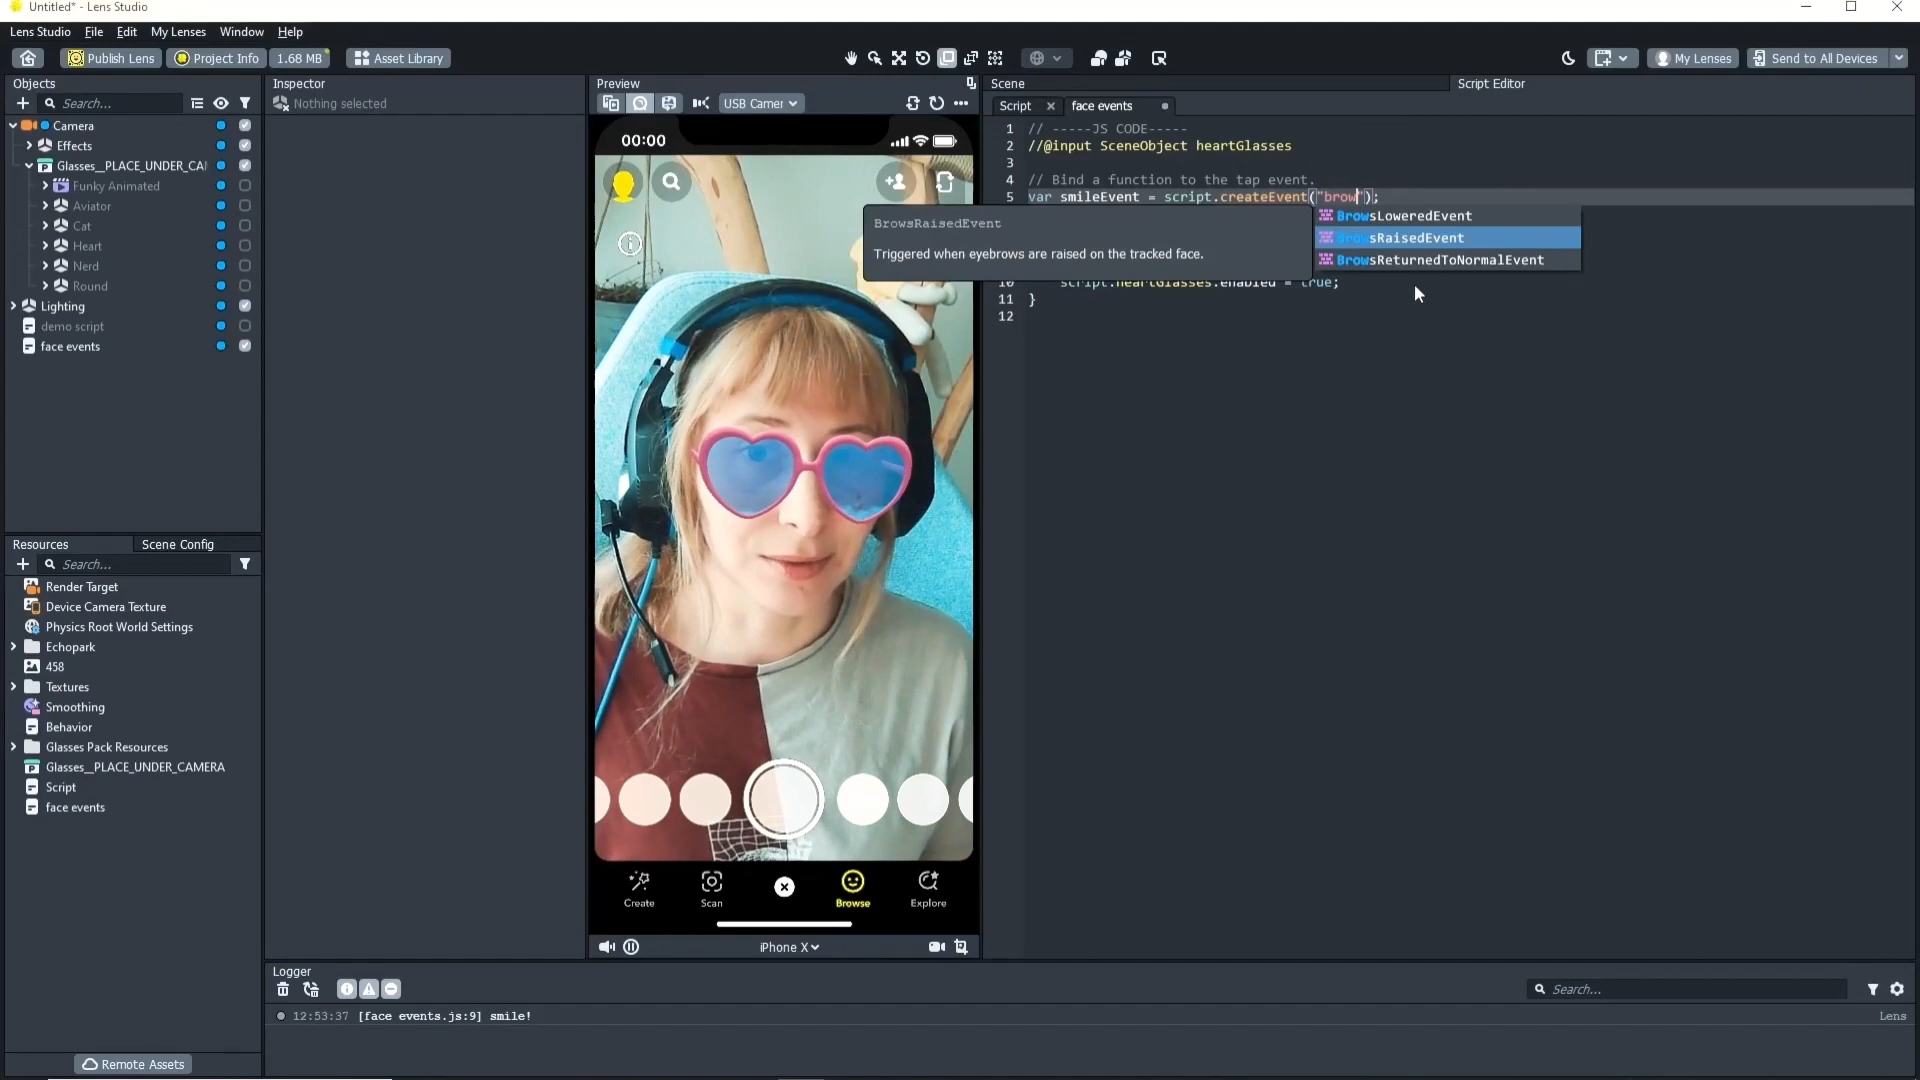 Untitled* - Lens Studio
Lens Studio File Edit My Lenses Window Help
Publish Lens Project Info 1.68 MB Asset Library My Lenses Send to All Devices
Objects
Search...
Camera
Effects
Glasses__PLACE_UNDER_CA
Funky Animated
Aviator
Cat
Heart
Nerd
Round
Lighting
demo script
face events
Resources Scene Config
Search...
Render Target
Device Camera Texture
Physics Root World Settings
Echopark
458
Textures
Smoothing
Behavior
Glasses Pack Resources
Glasses__PLACE_UNDER_CAMERA
Script
face events
Remote Assets
Inspector
Nothing selected
Preview
USB Camer
00:00
Create Scan Browse Explore
iPhone X
Scene Script Editor
Script face events
1 // -----JS CODE-----
2 //@input SceneObject heartGlasses
3
4 // Bind a function to the tap event.
5 var smileEvent = script.createEvent("brow");
BrowsRaisedEvent
Triggered when eyebrows are raised on the tracked face.
BrowsLoweredEvent
BrowsRaisedEvent
BrowsReturnedToNormalEvent
10 script.heartGlasses.enabled = true;
11 }
12
Logger
Search...
12:53:37 [face events.js:9] smile!
Lens